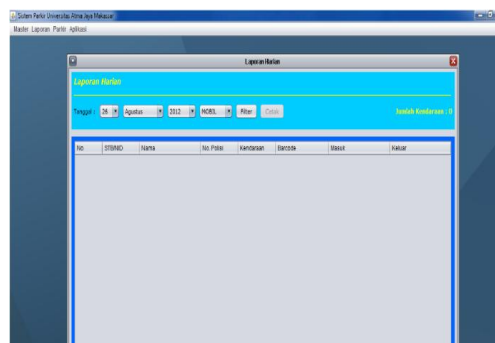 Sistem Parkir Universitas Atma Jaya Makassar
Master Laporan Parkir Aplikasi
Laporan Harian
Laporan Harian
Tanggal : 26 Agustus 2012 MOBIL Filter Cetak Jumlah Kendaraan : 0
No STB/NID Nama No. Polisi Kendaraan Barcode Masuk Keluar